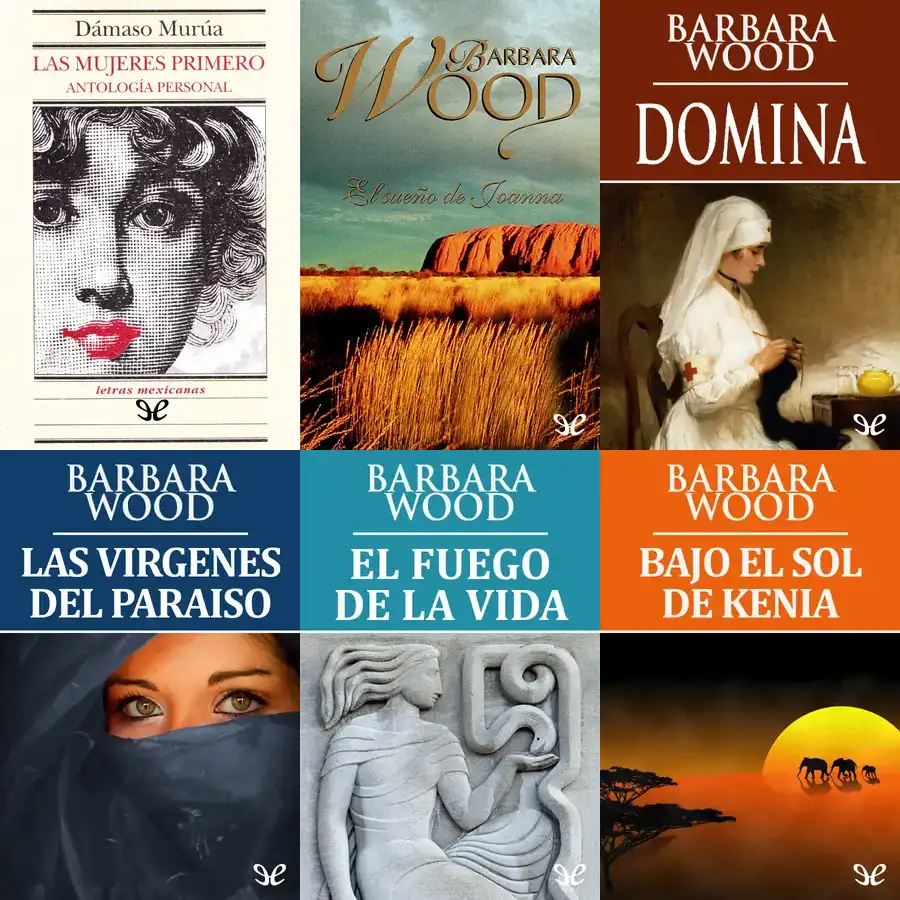 Dámaso Murúa
LAS MUJERES PRIMERO
ANTOLOGÍA PERSONAL
letras mexicanas
BARBARA
WOOD
El sueño de Joanna
BARBARA
WOOD
DOMINA
BARBARA
WOOD
LAS VIRGENES
DEL PARAISO
BARBARA
WOOD
EL FUEGO
DE LA VIDA
BARBARA
WOOD
BAJO EL SOL
DE KENIA